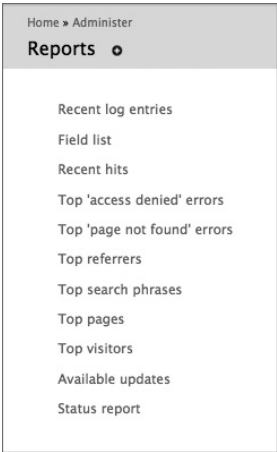 Home » Administer
Reports
Recent log entries
Field list
Recent hits
Top 'access denied' errors
Top 'page not found' errors
Top referrers
Top search phrases
Top pages
Top visitors
Available updates
Status report